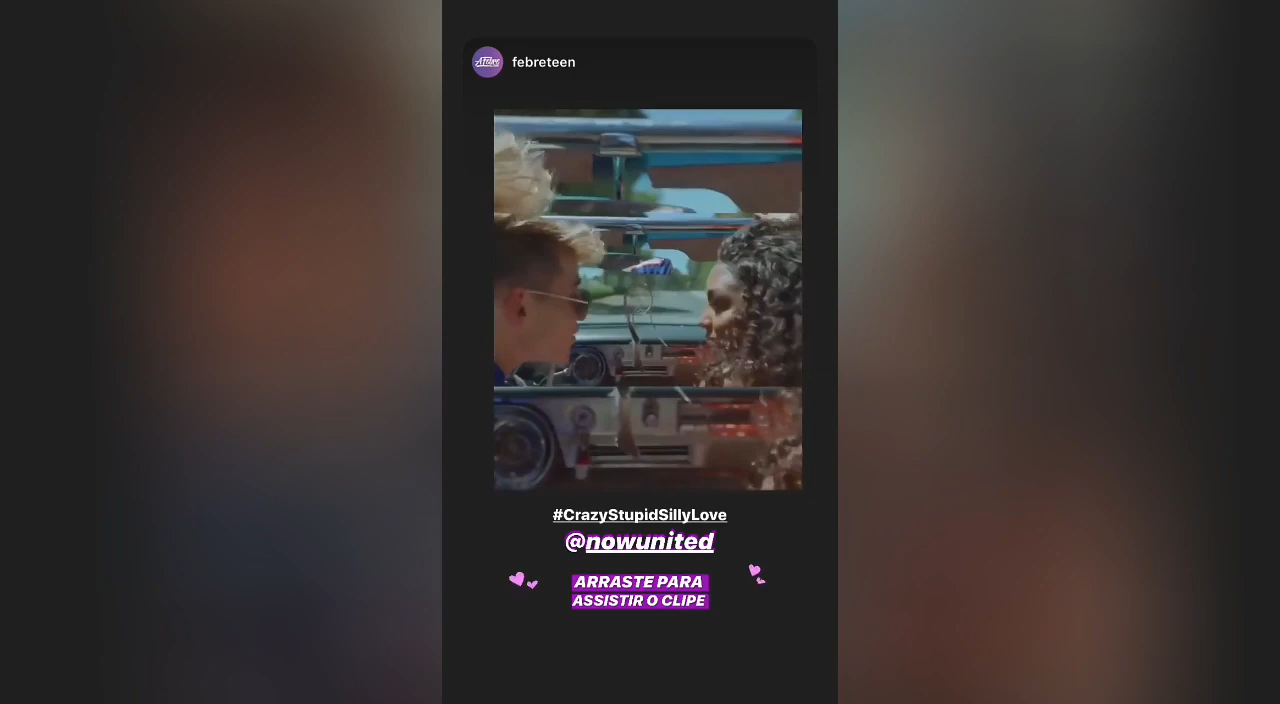 febreteen
#CrazyStupidSillyLove
@nowunited
ARRASTE PARA
ASSISTIR O CLIPE